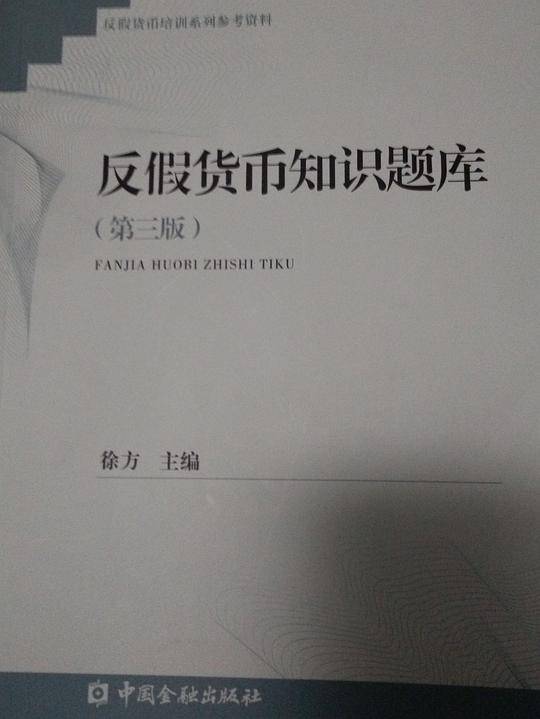 反假货币培训系列参考资料
反假货币知识题库
（第三版）
FANJIA HUOBI ZHISHI TIKU
徐方 主编
中国金融出版社